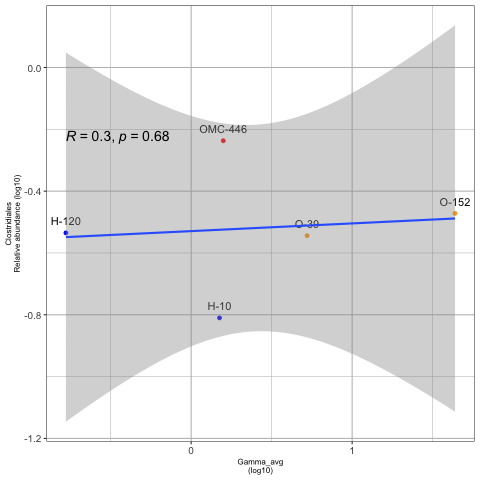 0.0
OMC-446
R = 0.3, p = 0.68
-0.4
O-152
H-120
O-39
H-10
-0.8
-1.2
0
1
Clostridiales
Relative abundance (log10)
Gamma_avg
(log10)